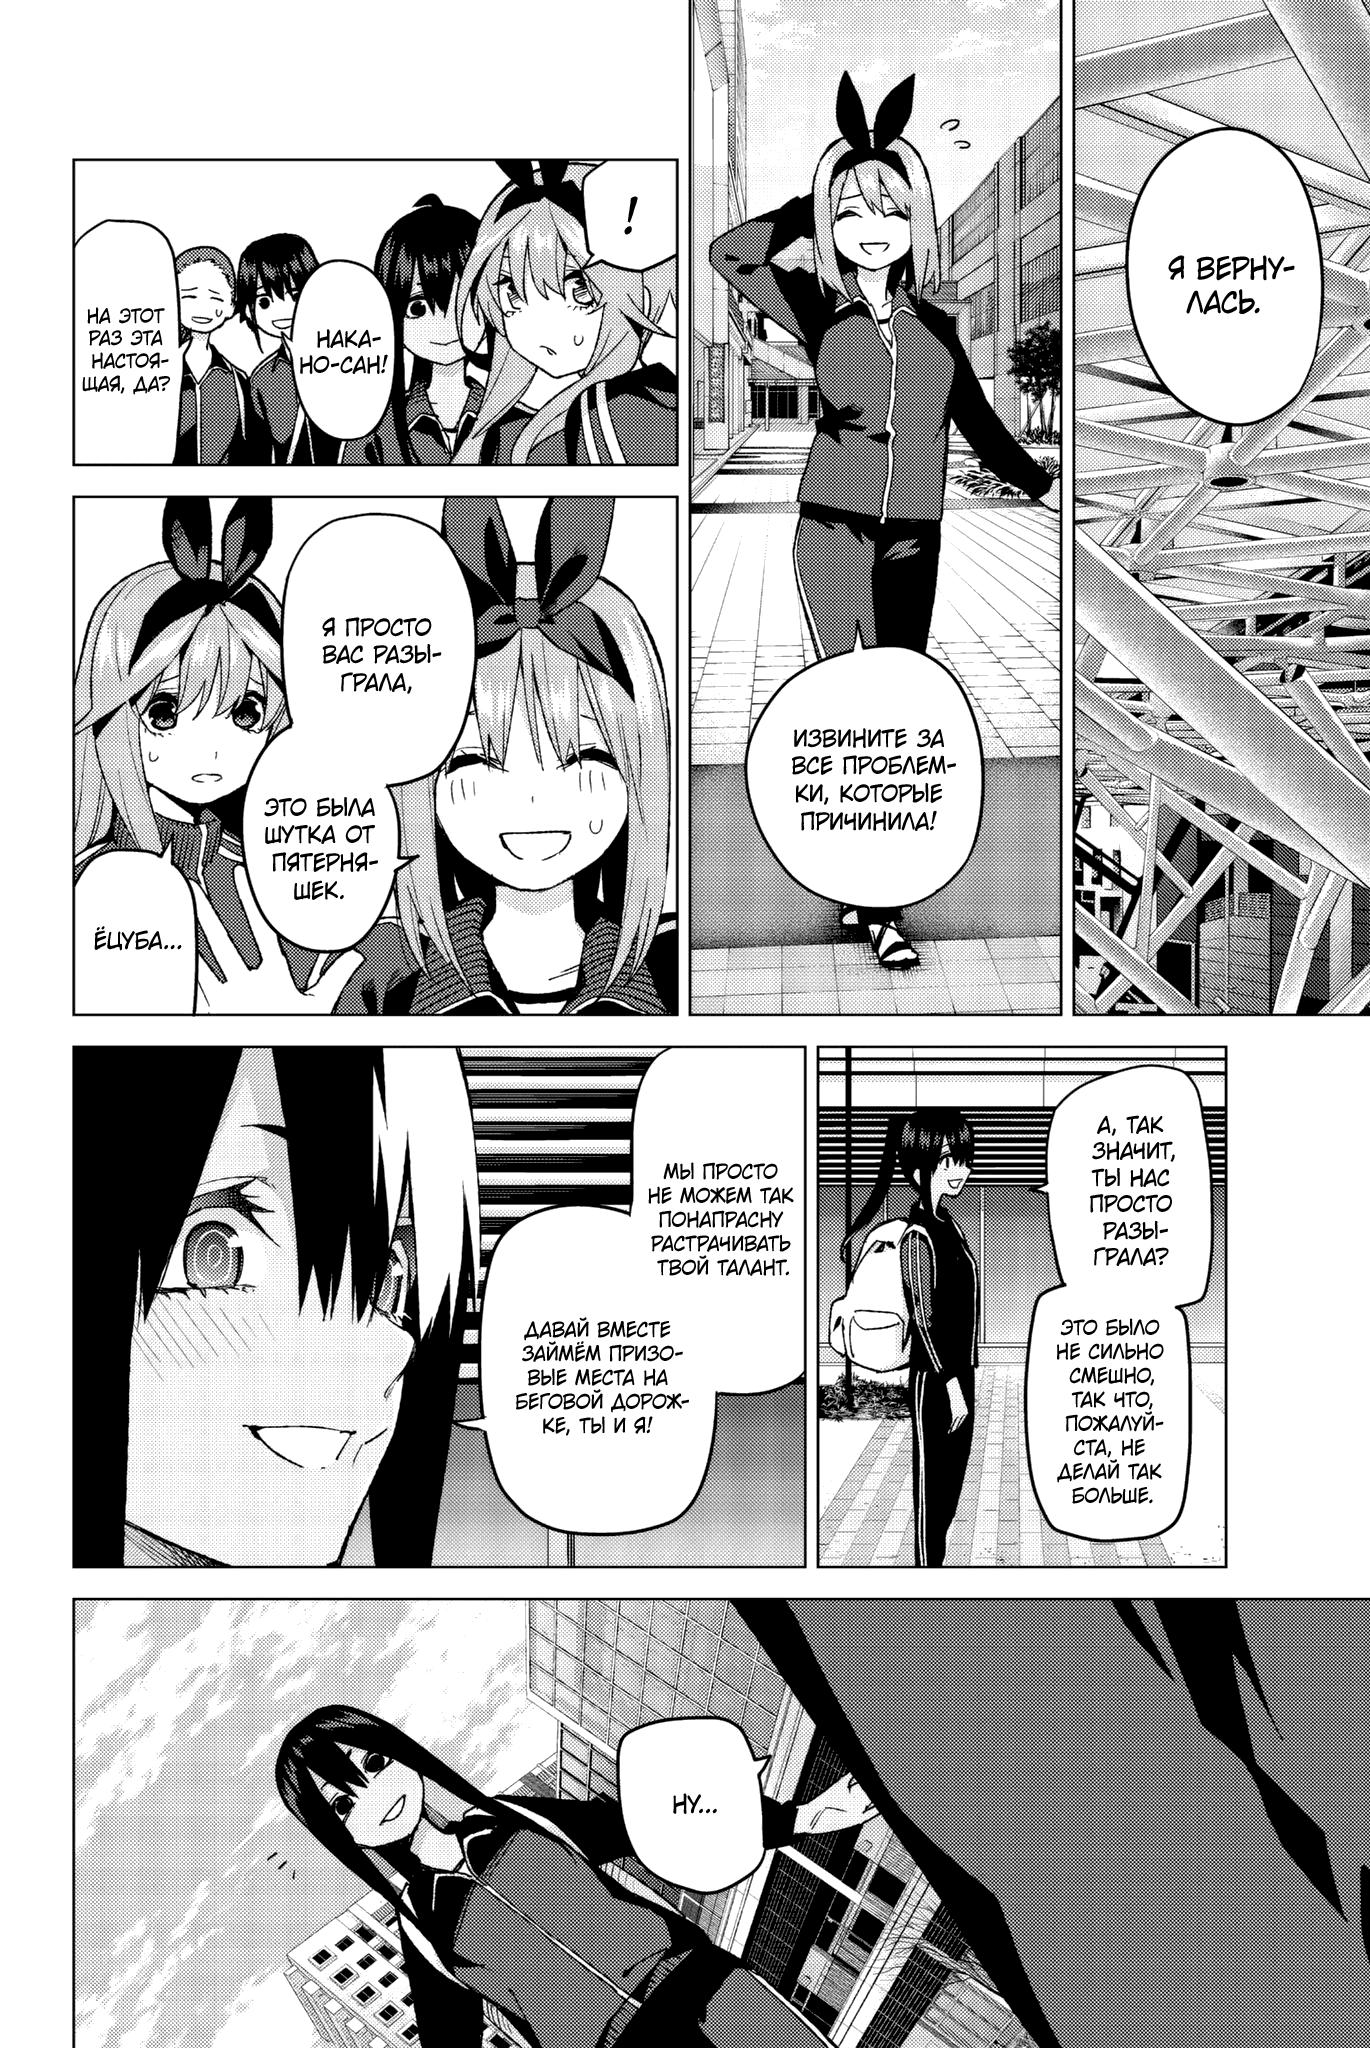 Я ВЕРНУ-
ЛАСЬ.
ИЗВИНИТЕ ЗА
ВСЕ ПРОБЛЕМ-
КИ, КОТОРЫЕ
ПРИЧИНИЛА!
!
НАКА-
НО-САН!
НА ЭТОТ
РАЗ ЭТА
НАСТОЯ-
ЩАЯ, ДА?
Я ПРОСТО
ВАС РАЗЫ-
ГРАЛА,
ЭТО БЫЛА
ШУТКА ОТ
ПЯТЕРНЯ-
ШЕК.
ЁЦУБА...
А, ТАК
ЗНАЧИТ,
ТЫ НАС
ПРОСТО
РАЗЫ-
ГРАЛА?
ЭТО БЫЛО
НЕ СИЛЬНО
СМЕШНО,
ТАК ЧТО,
ПОЖАЛУЙ-
СТА, НЕ
ДЕЛАЙ ТАК
БОЛЬШЕ.
МЫ ПРОСТО
НЕ МОЖЕМ ТАК
ПОНАПРАСНУ
РАСТРАЧИВАТЬ
ТВОЙ ТАЛАНТ.
ДАВАЙ ВМЕСТЕ
ЗАЙМЁМ ПРИЗО-
ВЫЕ МЕСТА НА
БЕГОВОЙ ДОРОЖ-
КЕ, ТЫ И Я!
НУ...